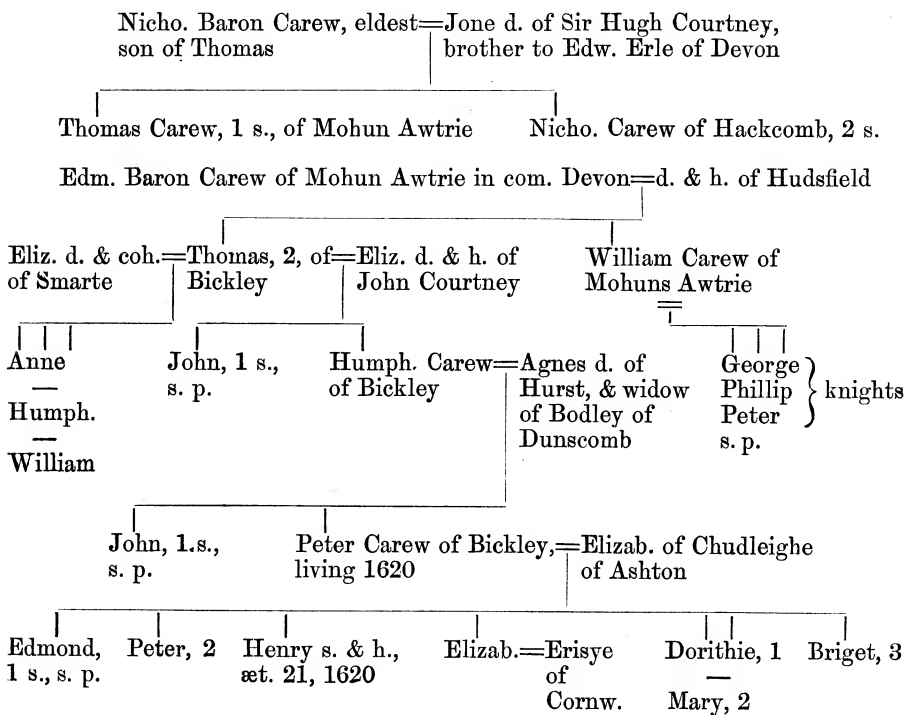 Nicho. Baron Carew, eldest=Jone d. of Sir Hugh Courtney,
son of Thomas brother to Edw. Erle of Devon
Thomas Carew, 1 s., of Mohun Awtrie Nicho. Carew of Hackcomb, 2 s.
Edm. Baron Carew of Mohun Awtrie in com. Devon=d. & h. of Hudsfield
Eliz. d. & coh.=Thomas, 2, of=Eliz. d. & h. of William Carew of
of Smarte Bickley John Courtney Mohuns Awtrie
Anne John, 1 s., Humph. Carew=Agnes d. of George
— s. p. of Bickley Hurst, & widow Phillip } knights
Humph. of Bodley of Peter
— Dunscomb s. p.
William
John, 1.s., Peter Carew of Bickley,=Elizab. of Chudleighe
s. p. living 1620 of Ashton
Edmond, Peter, 2 Henry s. & h., Elizab.=Erisye Dorithie, 1 Briget, 3
1 s., s. p. æt. 21, 1620 of —
Cornw. Mary, 2